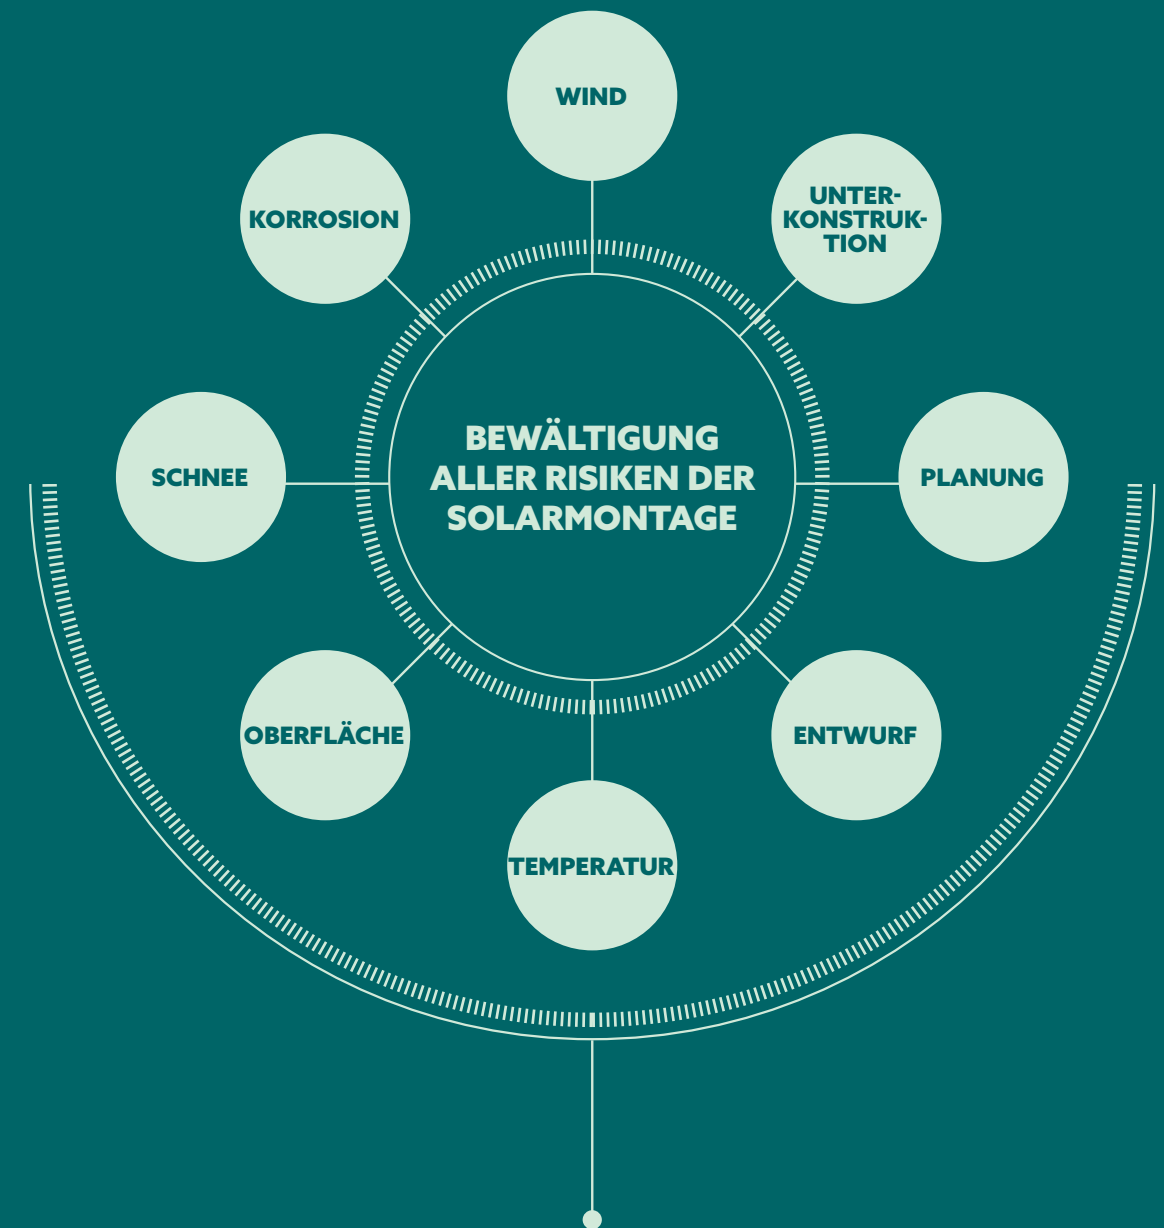 WIND
UNTER-
KONSTRUK-
TION
KORROSION
BEWÄLTIGUNG
ALLER RISIKEN DER
SOLARMONTAGE
SCHNEE
PLANUNG
OBERFLÄCHE
ENTWURF
TEMPERATUR